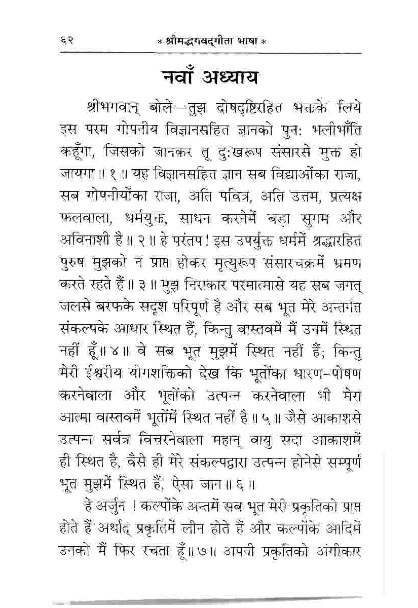 ६२
* श्रीमद्भगवद्गीता भाषा *
नवाँ अध्याय
श्रीभगवान् बोले—तुझ दोषदृष्टिरहित भक्तके लिये
इस परम गोपनीय विज्ञानसहित ज्ञानको पुनः भलीभाँति
कहूँगा, जिसको जानकर तू दुःखरूप संसारसे मुक्त हो
जायगा॥ १॥ यह विज्ञानसहित ज्ञान सब विद्याओंका राजा,
सब गोपनीयोंका राजा, अति पवित्र, अति उत्तम, प्रत्यक्ष
फलवाला, धर्मयुक्त, साधन करनेमें बड़ा सुगम और
अविनाशी है॥ २॥ हे परंतप! इस उपर्युक्त धर्ममें श्रद्धारहित
पुरुष मुझको न प्राप्त होकर मृत्युरूप संसारचक्रमें भ्रमण
करते रहते हैं॥ ३॥ मुझ निराकार परमात्मासे यह सब जगत्
जलसे बरफके सदृश परिपूर्ण है और सब भूत मेरे अन्तर्गत
संकल्पके आधार स्थित हैं, किन्तु वास्तवमें मैं उनमें स्थित
नहीं हूँ॥ ४॥ वे सब भूत मुझमें स्थित नहीं हैं; किन्तु
मेरी ईश्वरीय योगशक्तिको देख कि भूतोंका धारण-पोषण
करनेवाला और भूतोंको उत्पन्न करनेवाला भी मेरा
आत्मा वास्तवमें भूतोंमें स्थित नहीं है॥ ५॥ जैसे आकाशसे
उत्पन्न सर्वत्र विचरनेवाला महान् वायु सदा आकाशमें
ही स्थित है, वैसे ही मेरे संकल्पद्वारा उत्पन्न होनेसे सम्पूर्ण
भूत मुझमें स्थित हैं, ऐसा जान॥ ६॥
हे अर्जुन ! कल्पोंके अन्तमें सब भूत मेरी प्रकृतिको प्राप्त
होते हैं अर्थात् प्रकृतिमें लीन होते हैं और कल्पोंके आदिमें
उनको मैं फिर रचता हूँ॥ ७॥ अपनी प्रकृतिको अंगीकार